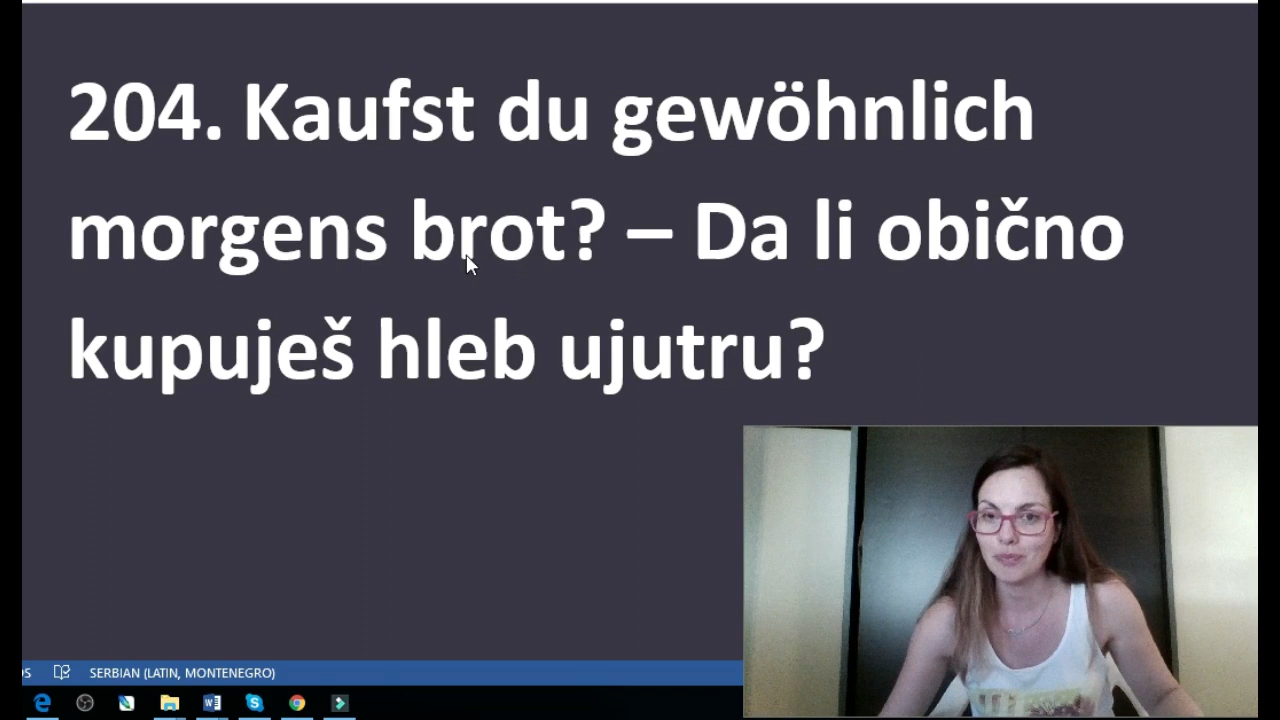 204. Kaufst du gewöhnlich
morgens brot? – Da li obično
kupuješ hleb ujutru?
SERBIAN (LATIN, MONTENEGRO)